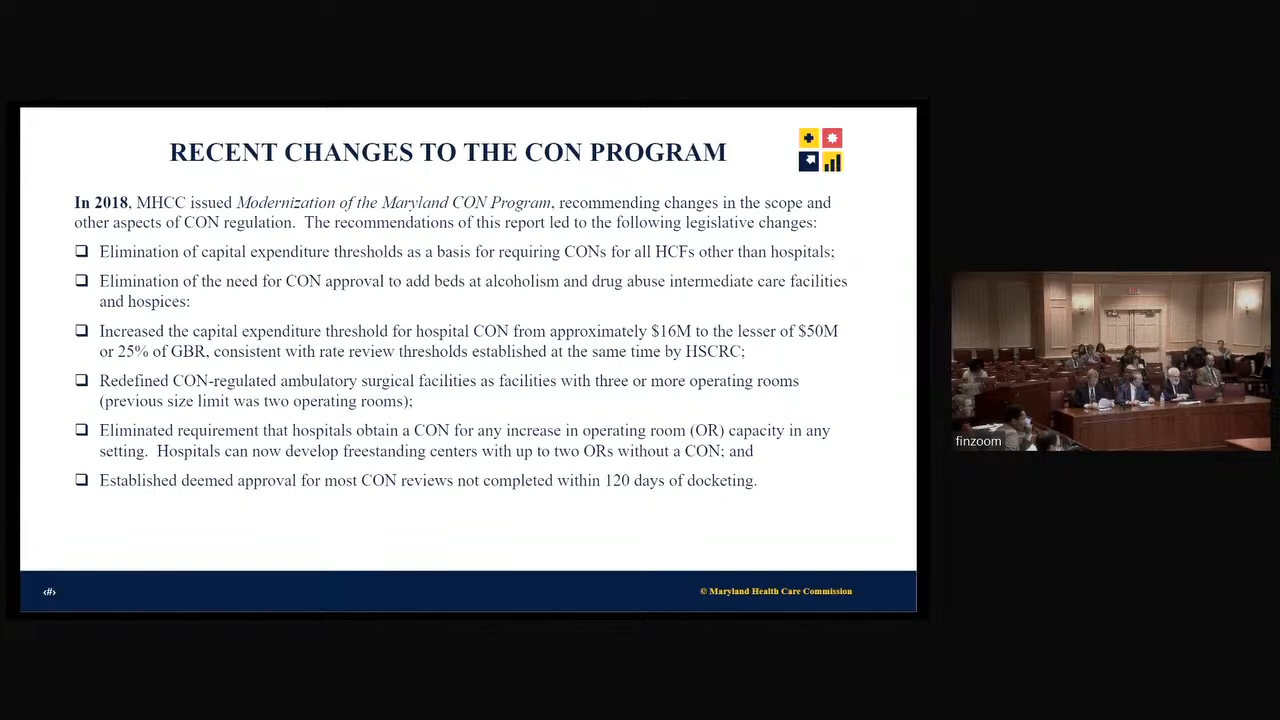 RECENT CHANGES TO THE CON PROGRAM
In 2018, MHCC issued Modernization of the Maryland CON Program, recommending changes in the scope and
other aspects of CON regulation. The recommendations of this report led to the following legislative changes:
❑ Elimination of capital expenditure thresholds as a basis for requiring CONs for all HCFs other than hospitals;
❑ Elimination of the need for CON approval to add beds at alcoholism and drug abuse intermediate care facilities
and hospices:
❑ Increased the capital expenditure threshold for hospital CON from approximately $16M to the lesser of $50M
or 25% of GBR, consistent with rate review thresholds established at the same time by HSCRC;
❑ Redefined CON-regulated ambulatory surgical facilities as facilities with three or more operating rooms
(previous size limit was two operating rooms);
❑ Eliminated requirement that hospitals obtain a CON for any increase in operating room (OR) capacity in any
setting. Hospitals can now develop freestanding centers with up to two ORs without a CON; and
❑ Established deemed approval for most CON reviews not completed within 120 days of docketing.
‹#›
© Maryland Health Care Commission
finzoom